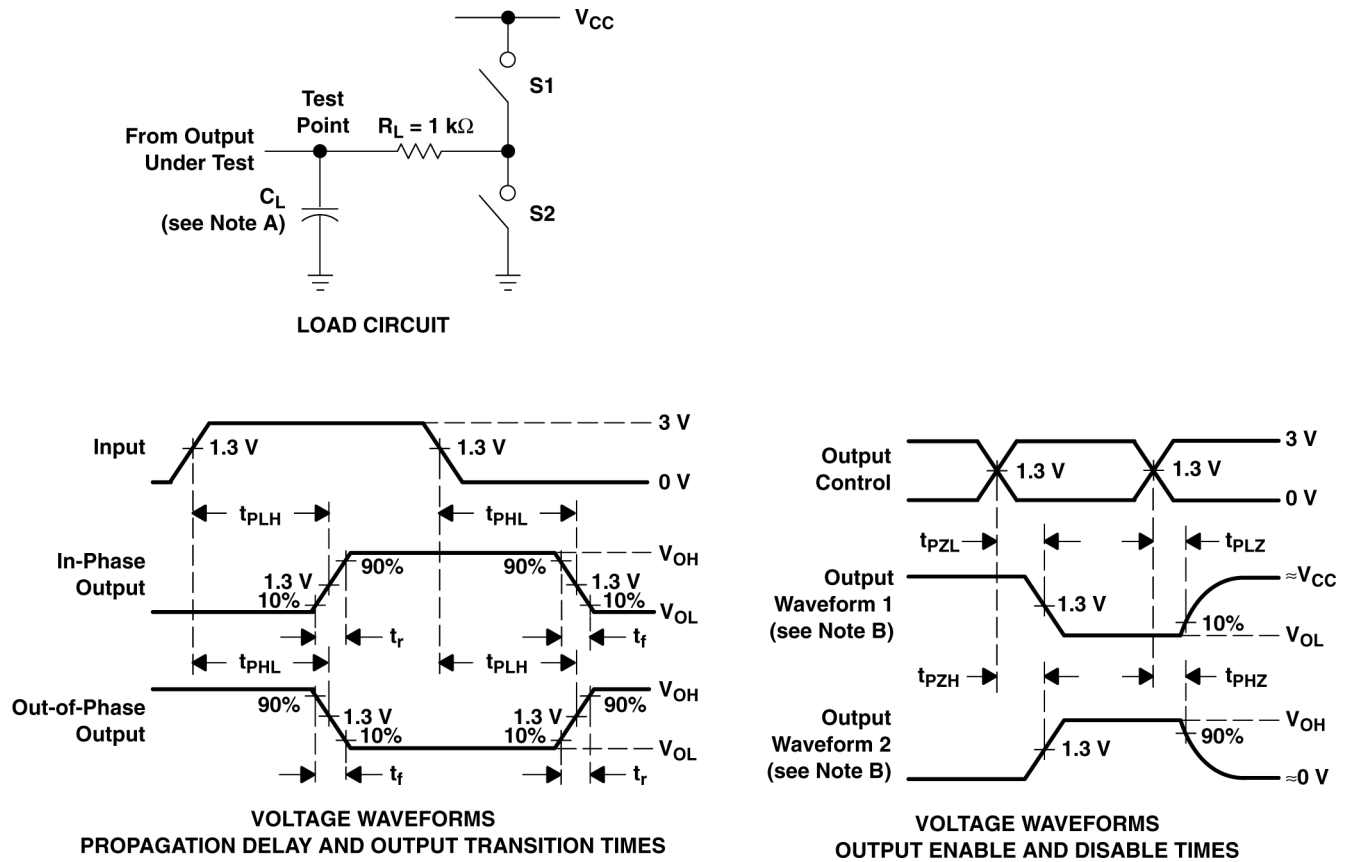 VCC
S1
Test
Point
RL = 1 kΩ
From Output
Under Test
CL
(see Note A)
S2
LOAD CIRCUIT
Input
1.3 V
1.3 V
3 V
0 V
tPLH
tPHL
In-Phase
Output
1.3 V
10%
90%
90%
1.3 V
10%
VOH
VOL
tr
tf
tPHL
tPLH
Out-of-Phase
Output
90%
1.3 V
10%
10%
1.3 V
90%
VOH
VOL
tf
tr
VOLTAGE WAVEFORMS
PROPAGATION DELAY AND OUTPUT TRANSITION TIMES
Output
Control
1.3 V
1.3 V
3 V
0 V
tPZL
tPLZ
Output
Waveform 1
(see Note B)
1.3 V
10%
≈VCC
VOL
tPZH
tPHZ
Output
Waveform 2
(see Note B)
1.3 V
90%
VOH
≈0 V
VOLTAGE WAVEFORMS
OUTPUT ENABLE AND DISABLE TIMES